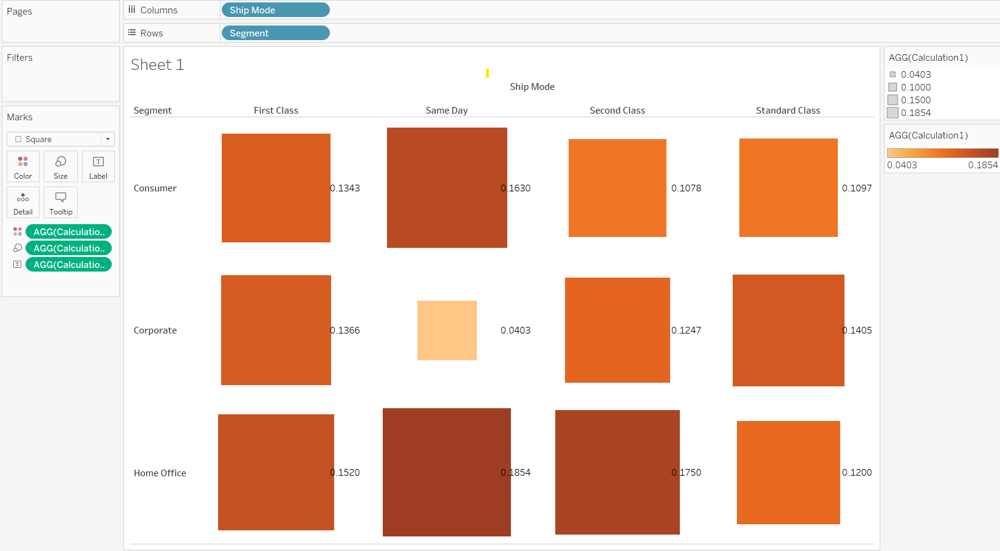 Pages
Columns
Ship Mode
Rows
Segment
Filters
Marks
Square
Color
Size
Label
Detail
Tooltip
AGG(Calculatio..
AGG(Calculatio..
AGG(Calculatio..
Sheet 1
Ship Mode
Segment First Class Same Day Second Class Standard Class
Consumer 0.1343 0.1630 0.1078 0.1097
Corporate 0.1366 0.0403 0.1247 0.1405
Home Office 0.1520 0.1854 0.1750 0.1200
AGG(Calculation1)
0.0403
0.1000
0.1500
0.1854
AGG(Calculation1)
0.0403 0.1854